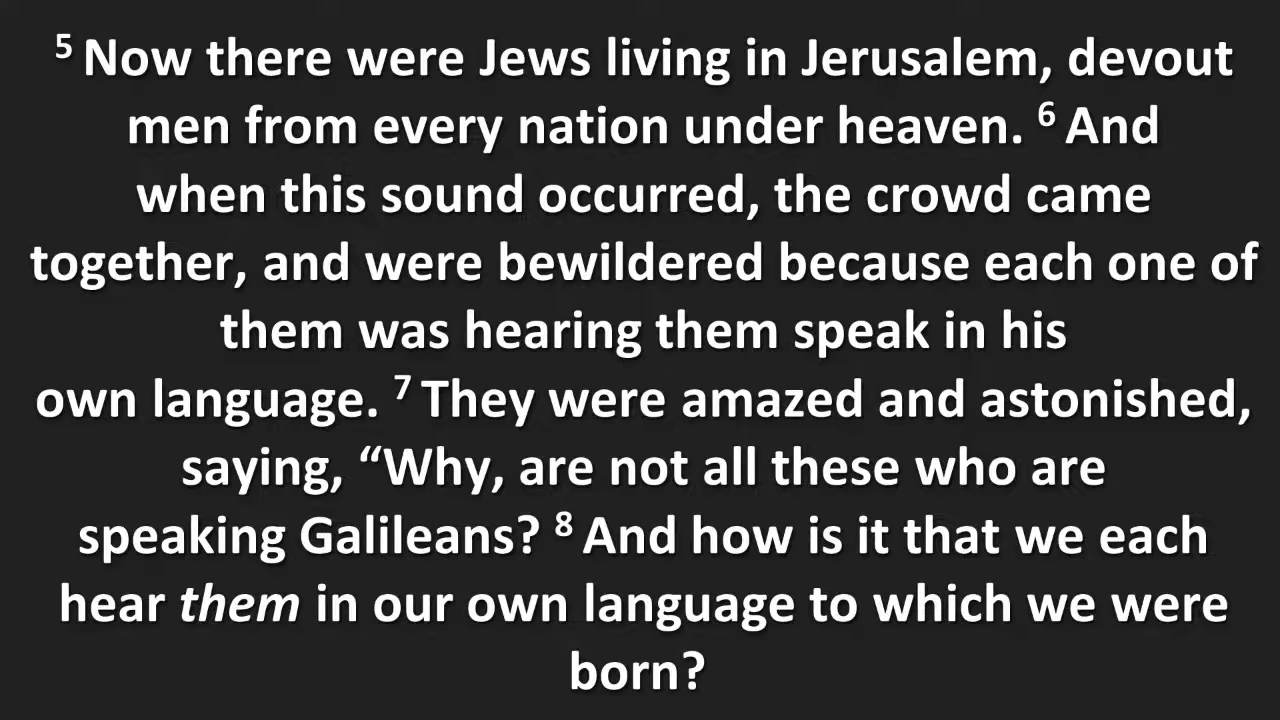 5 Now there were Jews living in Jerusalem, devout
men from every nation under heaven. 6 And
when this sound occurred, the crowd came
together, and were bewildered because each one of
them was hearing them speak in his
own language. 7 They were amazed and astonished,
saying, “Why, are not all these who are
speaking Galileans? 8 And how is it that we each
hear them in our own language to which we were
born?